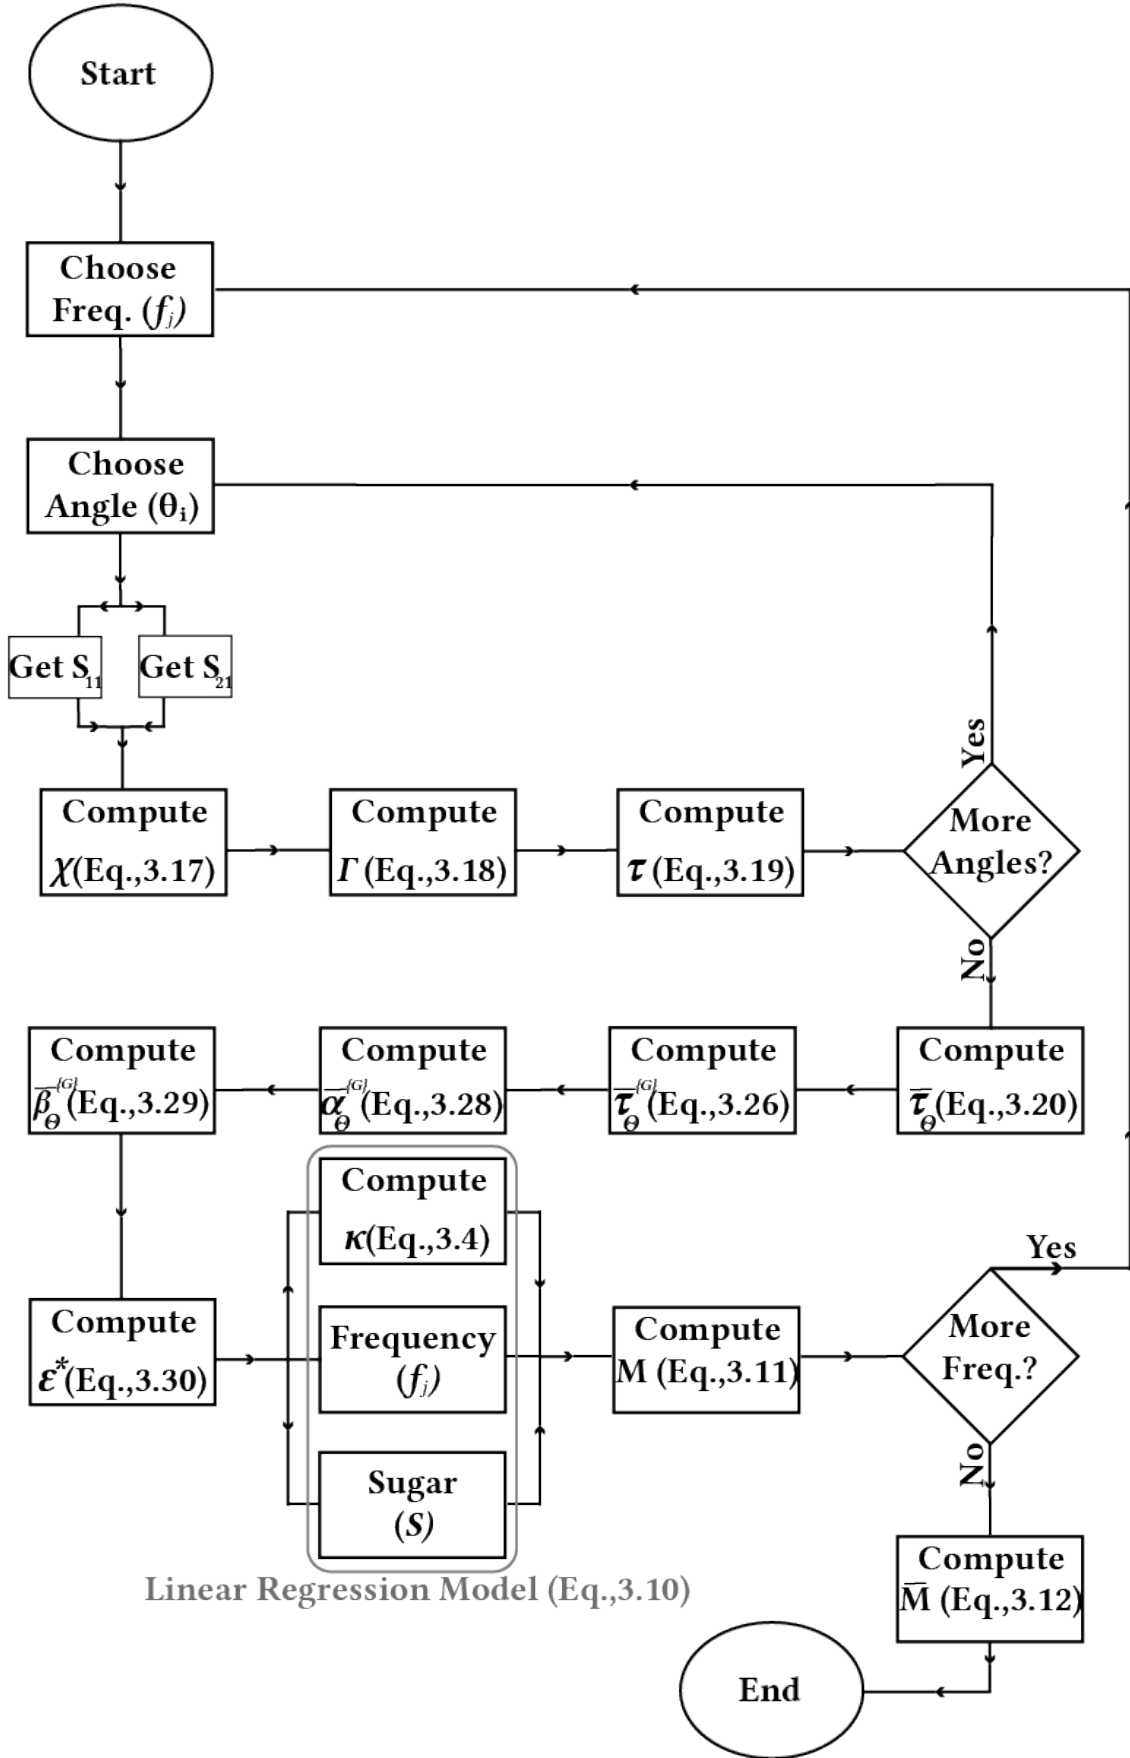 Start
Choose
Freq. (fj)
Choose
Angle (θi)
Get S11
Get S21
Compute
χ(Eq.,3.17)
Compute
Γ (Eq.,3.18)
Compute
τ (Eq.,3.19)
More
Angles?
Yes
No
Compute
τ̅Θ(Eq.,3.20)
Compute
τ̅Θ{G}(Eq.,3.26)
Compute
α̅Θ{G}(Eq.,3.28)
Compute
β̅Θ{G}(Eq.,3.29)
Compute
ε*(Eq.,3.30)
Compute
κ(Eq.,3.4)
Frequency
(fj)
Sugar
(S)
Linear Regression Model (Eq.,3.10)
Compute
M (Eq.,3.11)
More
Freq.?
Yes
No
Compute
M̅ (Eq.,3.12)
End